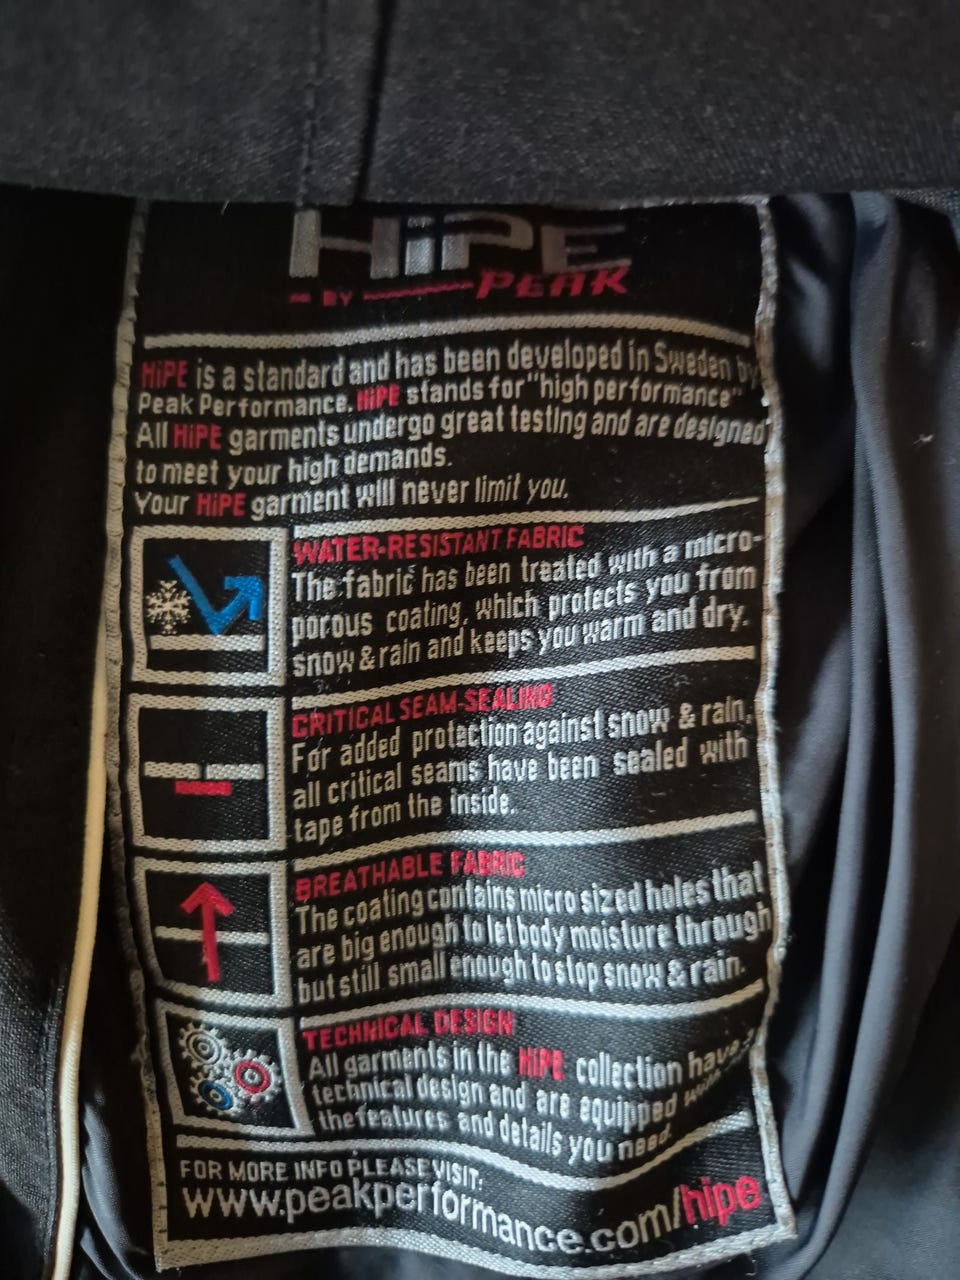 HiPE
BY PEAK
HiPE is a standard and has been developed in Sweden by
Peak Performance. HiPE stands for "high performance"
All HiPE garments undergo great testing and are designed
to meet your high demands.
Your HiPE garment will never limit you.
WATER-RESISTANT FABRIC
The fabric has been treated with a micro-
porous coating, which protects you from
snow & rain and keeps you warm and dry.
CRITICAL SEAM-SEALING
For added protection against snow & rain,
all critical seams have been sealed with
tape from the inside.
BREATHABLE FABRIC
The coating contains micro sized holes that
are big enough to let body moisture through
but still small enough to stop snow & rain.
TECHNICAL DESIGN
All garments in the HiPE collection have a
technical design and are equipped with
the features and details you need.
FOR MORE INFO PLEASE VISIT:
www.peakperformance.com/hipe